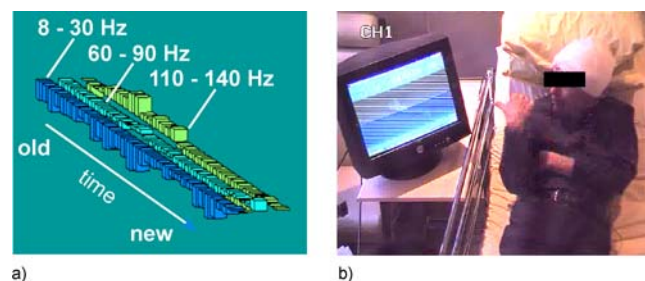 8 - 30 Hz
60 - 90 Hz
110 - 140 Hz
old
time
new
a)
CH1
b)